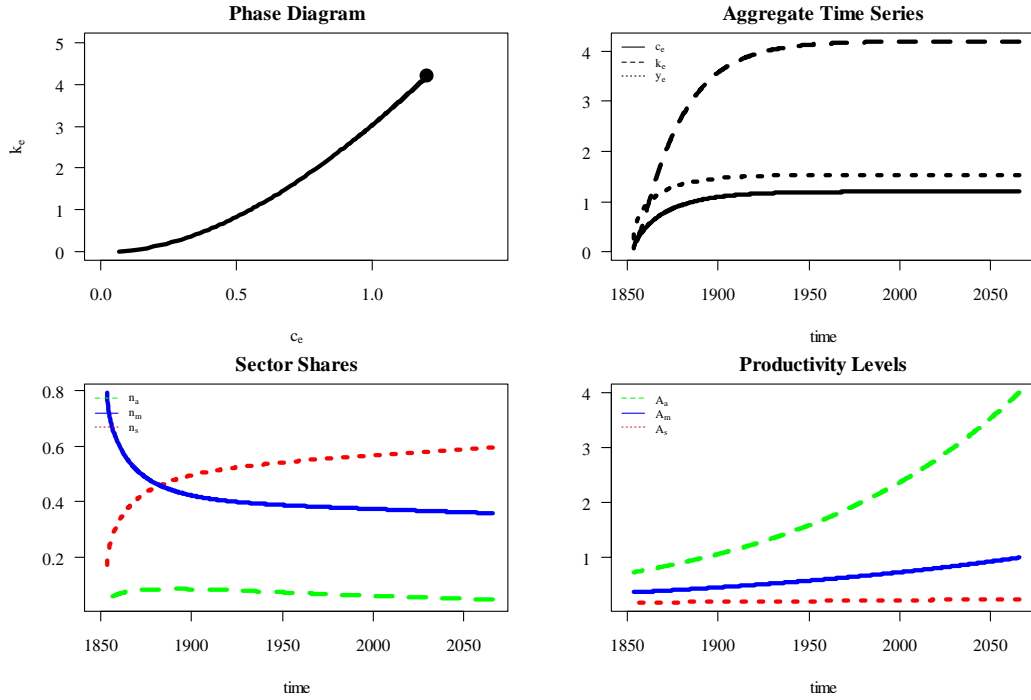 Phase Diagram
5
4
3
2
1
0
k_e
0.0 0.5 1.0
c_e
Aggregate Time Series
c_e
k_e
y_e
4
3
2
1
0
1850 1900 1950 2000 2050
time
Sector Shares
n_a
n_m
n_s
0.8
0.6
0.4
0.2
1850 1900 1950 2000 2050
time
Productivity Levels
A_a
A_m
A_s
4
3
2
1
1850 1900 1950 2000 2050
time